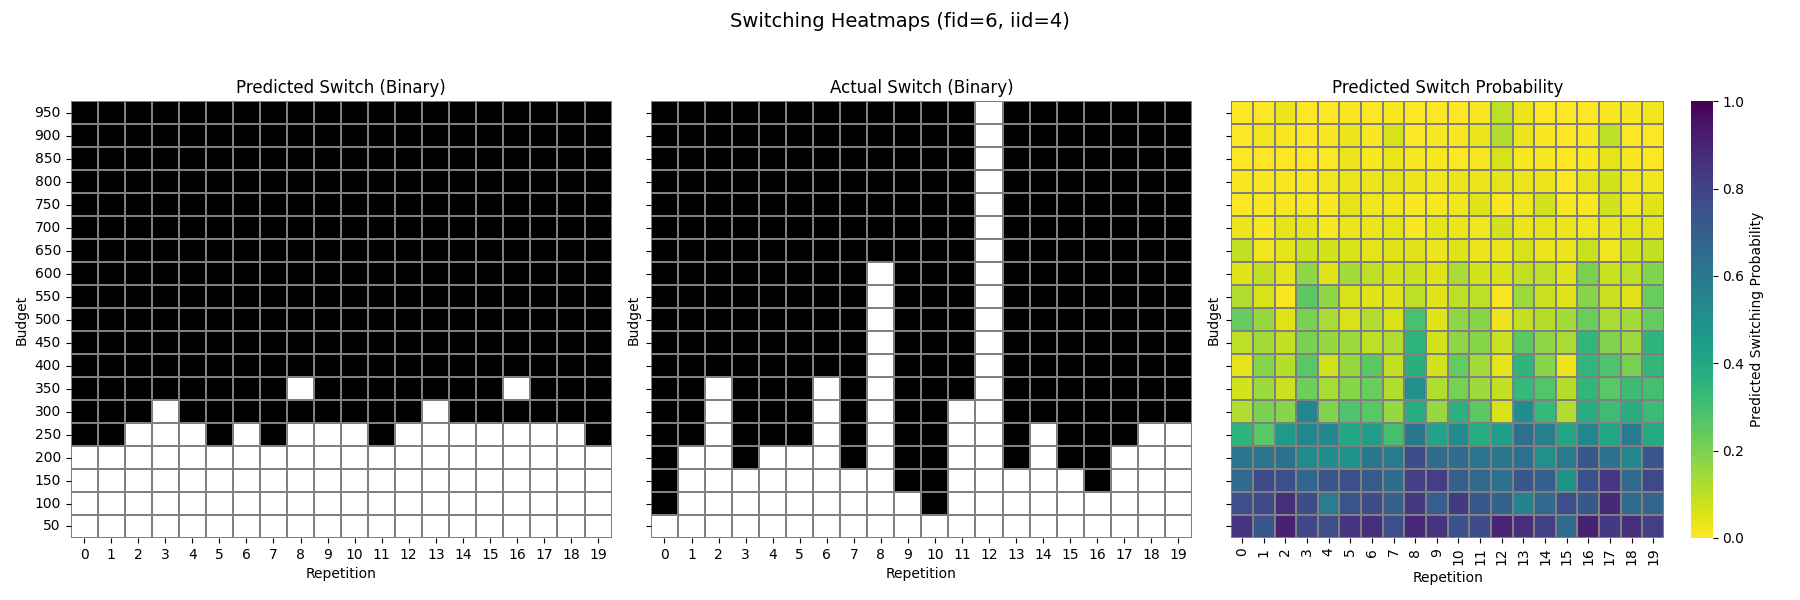 Switching Heatmaps (fid=6, iid=4)
Predicted Switch (Binary)
Budget
950
900
850
800
750
700
650
600
550
500
450
400
350
300
250
200
150
100
50
0 1 2 3 4 5 6 7 8 9 10 11 12 13 14 15 16 17 18 19
Repetition
Actual Switch (Binary)
Budget
0 1 2 3 4 5 6 7 8 9 10 11 12 13 14 15 16 17 18 19
Repetition
Predicted Switch Probability
Budget
0 1 2 3 4 5 6 7 8 9 10 11 12 13 14 15 16 17 18 19
Repetition
1.0
0.8
0.6
0.4
0.2
0.0
Predicted Switching Probability